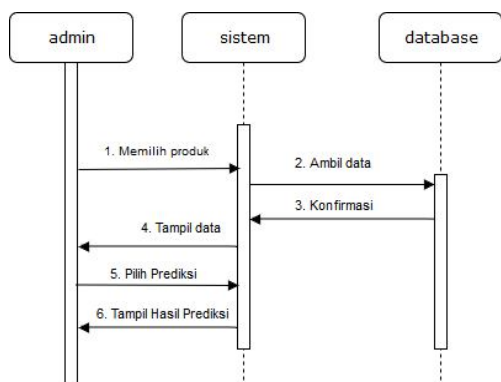 admin
sistem
database
1. Memilih produk
2. Ambil data
3. Konfirmasi
4. Tampil data
5. Pilih Prediksi
6. Tampil Hasil Prediksi